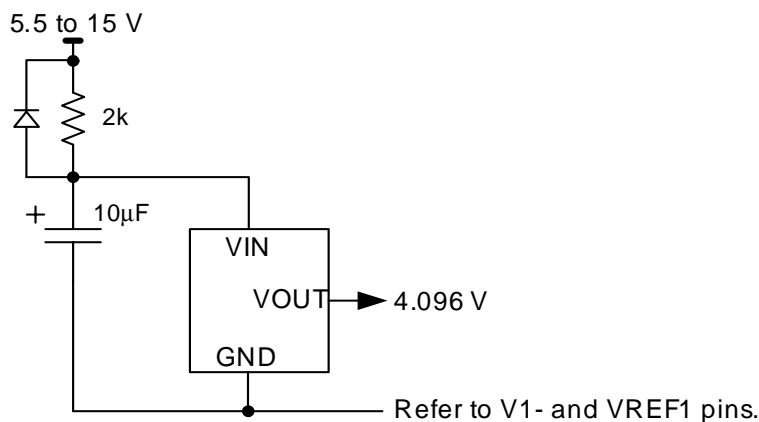 5.5 to 15 V
2k
+
10μF
VIN
VOUT
4.096 V
GND
Refer to V1- and VREF1 pins.